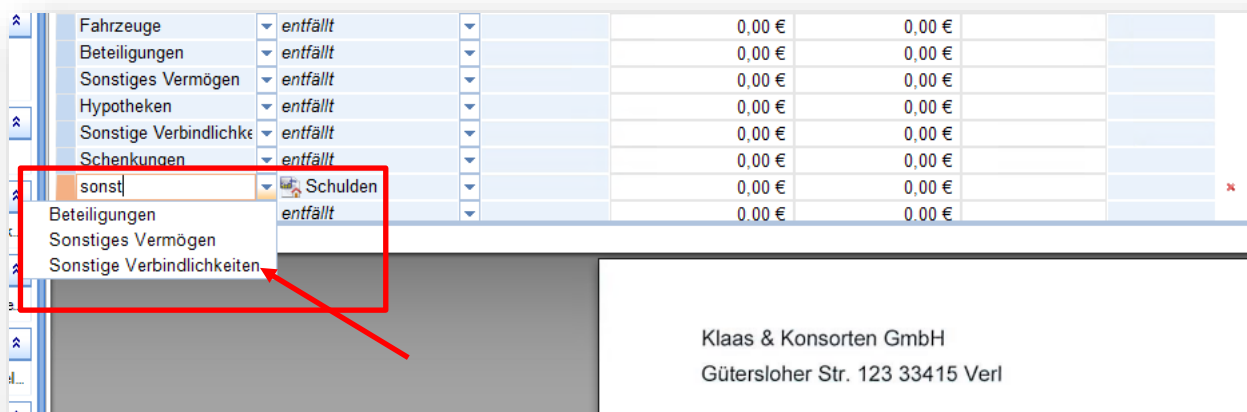 Fahrzeuge entfällt 0,00 € 0,00 €
Beteiligungen entfällt 0,00 € 0,00 €
Sonstiges Vermögen entfällt 0,00 € 0,00 €
Hypotheken entfällt 0,00 € 0,00 €
Sonstige Verbindlichke entfällt 0,00 € 0,00 €
Schenkungen entfällt 0,00 € 0,00 €
sonst Schulden 0,00 € 0,00 €
entfällt 0,00 € 0,00 €
Beteiligungen
Sonstiges Vermögen
Sonstige Verbindlichkeiten
Klaas & Konsorten GmbH
Gütersloher Str. 123 33415 Verl